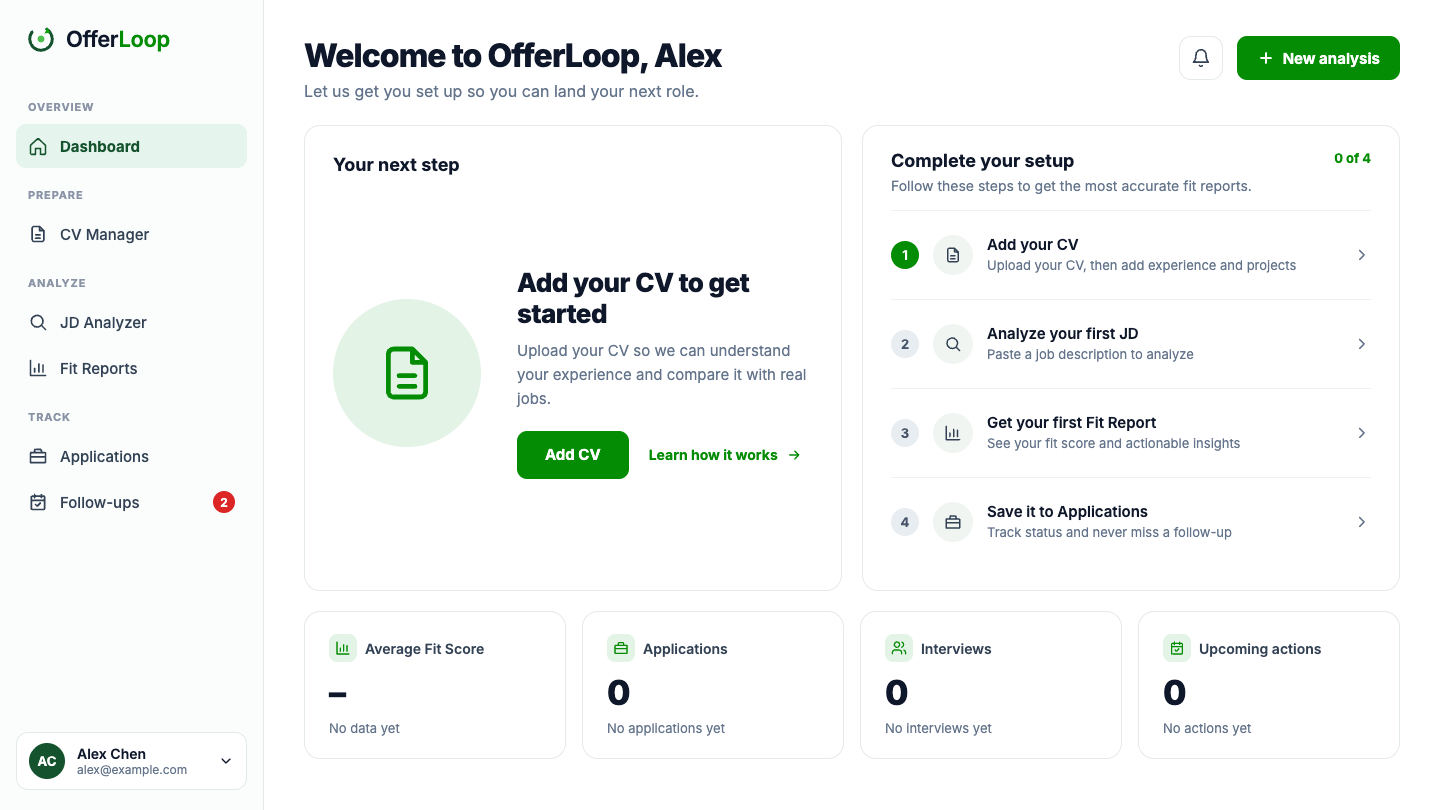 OfferLoop
OVERVIEW
Dashboard
PREPARE
CV Manager
ANALYZE
JD Analyzer
Fit Reports
TRACK
Applications
Follow-ups 2
AC
Alex Chen
alex@example.com
Welcome to OfferLoop, Alex
Let us get you set up so you can land your next role.
New analysis
Your next step
Add your CV to get
started
Upload your CV so we can understand
your experience and compare it with real
jobs.
Add CV
Learn how it works →
Complete your setup
0 of 4
Follow these steps to get the most accurate fit reports.
1
Add your CV
Upload your CV, then add experience and projects
2
Analyze your first JD
Paste a job description to analyze
3
Get your first Fit Report
See your fit score and actionable insights
4
Save it to Applications
Track status and never miss a follow-up
Average Fit Score
–
No data yet
Applications
0
No applications yet
Interviews
0
No interviews yet
Upcoming actions
0
No actions yet